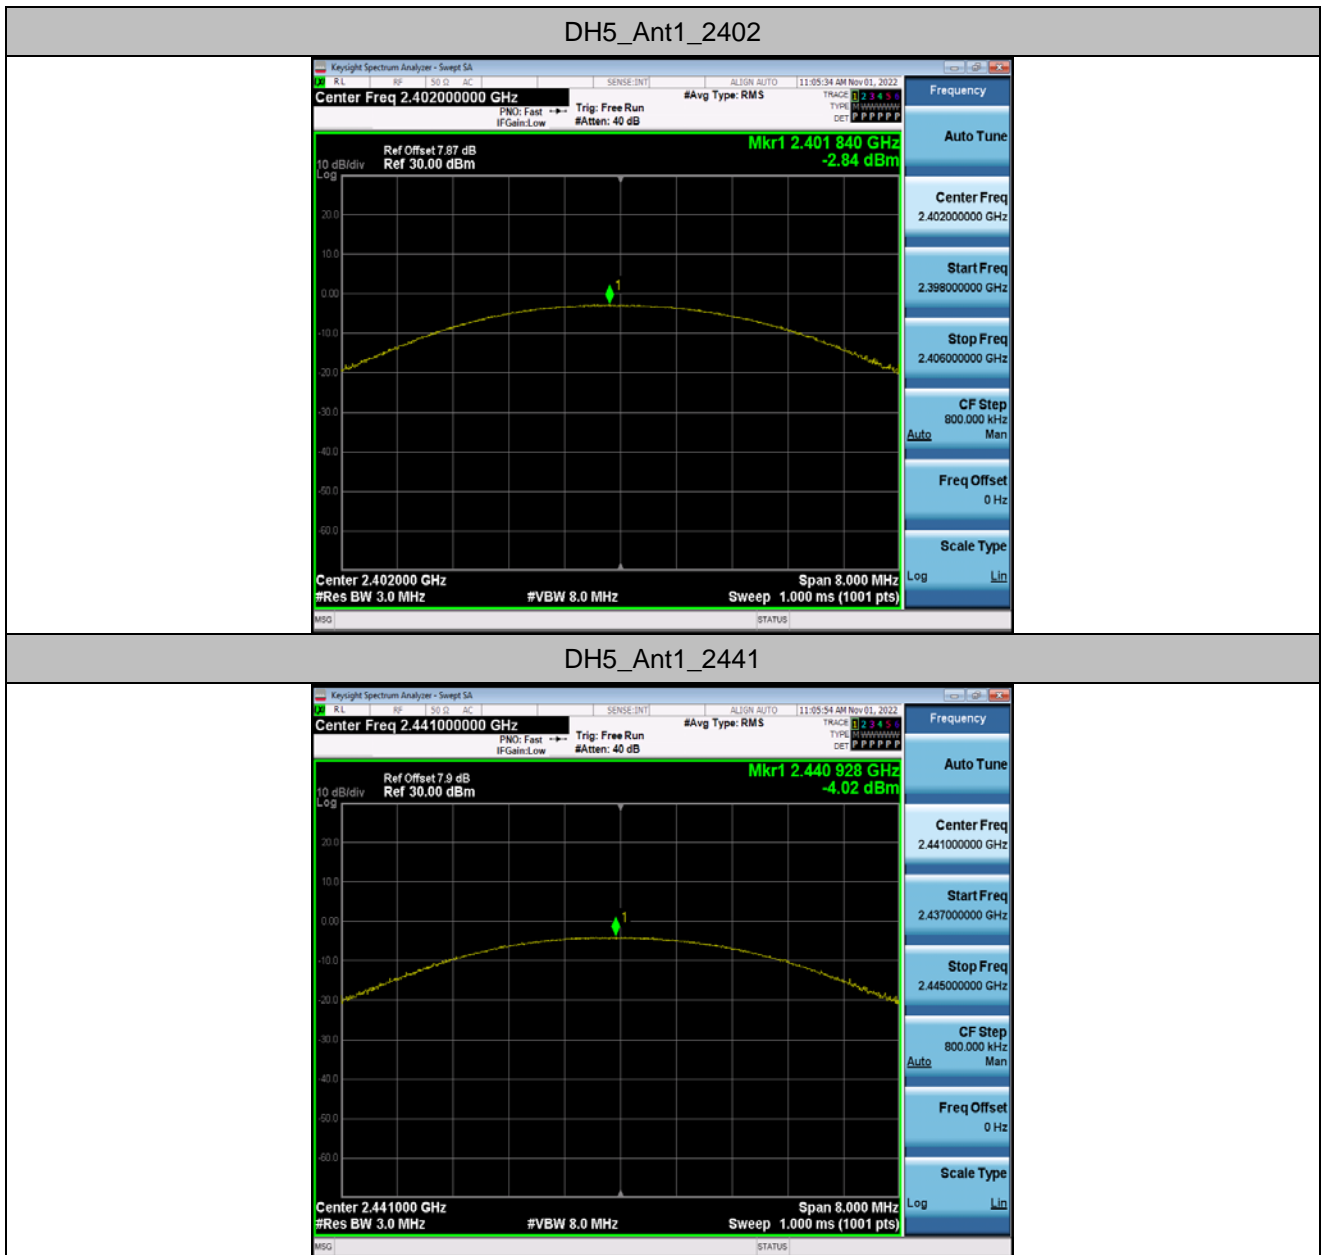 DH5_Ant1_2402
Keysight Spectrum Analyzer - Swept SA
RL RF 50 Ω AC SENSE:INT ALIGN AUTO 11:05:34 AM Nov 01, 2022
Center Freq 2.402000000 GHz #Avg Type: RMS TRACE 1 2 3 4 5 6
PNO: Fast Trig: Free Run TYPE M WWWWW
IFGain:Low #Atten: 40 dB DET P P P P P P
Frequency
Auto Tune
Center Freq
2.402000000 GHz
Start Freq
2.398000000 GHz
Stop Freq
2.406000000 GHz
CF Step
800.000 kHz
Auto Man
Freq Offset
0 Hz
Scale Type
Log Lin
Mkr1 2.401 840 GHz
-2.84 dBm
Ref Offset 7.87 dB
10 dB/div Ref 30.00 dBm
Log
20.0
10.0
0.00
-10.0
-20.0
-30.0
-40.0
-50.0
-60.0
1
Center 2.402000 GHz Span 8.000 MHz
#Res BW 3.0 MHz #VBW 8.0 MHz Sweep 1.000 ms (1001 pts)
MSG STATUS
DH5_Ant1_2441
Keysight Spectrum Analyzer - Swept SA
RL RF 50 Ω AC SENSE:INT ALIGN AUTO 11:05:54 AM Nov 01, 2022
Center Freq 2.441000000 GHz #Avg Type: RMS TRACE 1 2 3 4 5 6
PNO: Fast Trig: Free Run TYPE M WWWWW
IFGain:Low #Atten: 40 dB DET P P P P P P
Frequency
Auto Tune
Center Freq
2.441000000 GHz
Start Freq
2.437000000 GHz
Stop Freq
2.445000000 GHz
CF Step
800.000 kHz
Auto Man
Freq Offset
0 Hz
Scale Type
Log Lin
Mkr1 2.440 928 GHz
-4.02 dBm
Ref Offset 7.9 dB
10 dB/div Ref 30.00 dBm
Log
20.0
10.0
0.00
-10.0
-20.0
-30.0
-40.0
-50.0
-60.0
1
Center 2.441000 GHz Span 8.000 MHz
#Res BW 3.0 MHz #VBW 8.0 MHz Sweep 1.000 ms (1001 pts)
MSG STATUS